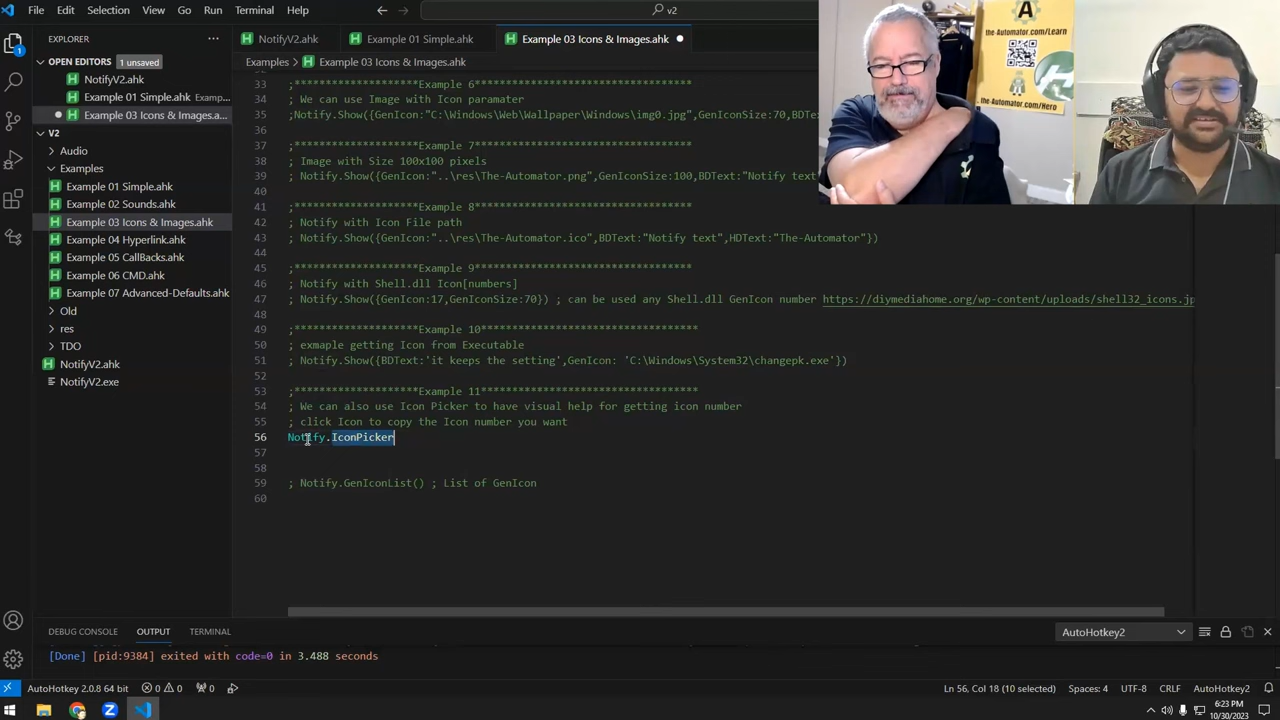 File Edit Selection View Go Run Terminal Help
v2
EXPLORER
NotifyV2.ahk
Example 01 Simple.ahk
Example 03 Icons & Images.ahk
OPEN EDITORS 1 unsaved
NotifyV2.ahk
Example 01 Simple.ahk Examp...
Example 03 Icons & Images.a...
V2
Audio
Examples
Example 01 Simple.ahk
Example 02 Sounds.ahk
Example 03 Icons & Images.ahk
Example 04 Hyperlink.ahk
Example 05 CallBacks.ahk
Example 06 CMD.ahk
Example 07 Advanced-Defaults.ahk
Old
res
TDO
NotifyV2.ahk
NotifyV2.exe
Examples > Example 03 Icons & Images.ahk
33 ;********************Example 6**********************************
34 ; We can use Image with Icon paramater
35 Notify.Show({GenIcon:"C:\Windows\Web\Wallpaper\Windows\img0.jpg",GenIconSize:70,BDText
36
37 ;********************Example 7**********************************
38 ; Image with Size 100x100 pixels
39 ; Notify.Show({GenIcon:"..\res\The-Automator.png",GenIconSize:100,BDText:"Notify text
40
41 ;********************Example 8**********************************
42 ; Notify with Icon File path
43 ; Notify.Show({GenIcon:"..\res\The-Automator.ico",BDText:"Notify text",HDText:"The-Automator"})
44
45 ;********************Example 9**********************************
46 ; Notify with Shell.dll Icon[numbers]
47 ; Notify.Show({GenIcon:17,GenIconSize:70}) ; can be used any Shell.dll GenIcon number https://diymediahome.org/wp-content/uploads/shell32_icons.jp
48
49 ;********************Example 10**********************************
50 ; exmaple getting Icon from Executable
51 ; Notify.Show({BDText:'it keeps the setting',GenIcon: 'C:\Windows\System32\changepk.exe'})
52
53 ;********************Example 11**********************************
54 ; We can also use Icon Picker to have visual help for getting icon number
55 ; click Icon to copy the Icon number you want
56 Notify.IconPicker
57
58
59 ; Notify.GenIconList() ; List of GenIcon
60
A
the-Automator.com/Learn
the-Automator.com/Hero
DEBUG CONSOLE OUTPUT TERMINAL
AutoHotkey2
[Done] [pid:9384] exited with code=0 in 3.488 seconds
AutoHotkey 2.0.8 64 bit 0 0 0
Ln 56, Col 18 (10 selected) Spaces: 4 UTF-8 CRLF AutoHotkey2
6:23 PM
10/30/2023